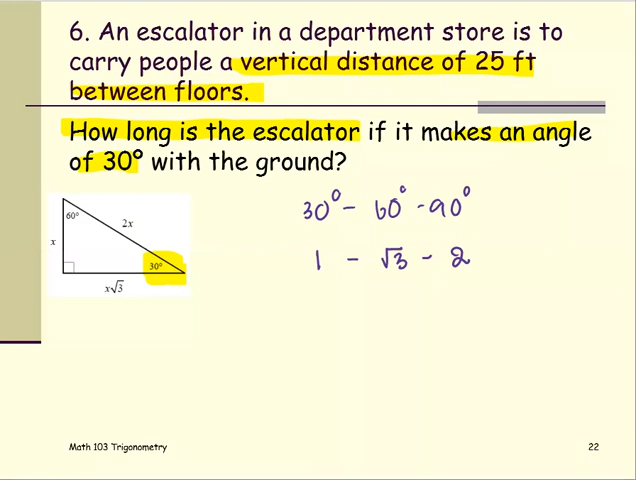 6. An escalator in a department store is to
carry people a vertical distance of 25 ft
between floors.
How long is the escalator if it makes an angle
of 30º with the ground?
60°
2x
x
30°
x√3
30° - 60° - 90°
1 - √3 - 2
Math 103 Trigonometry
22